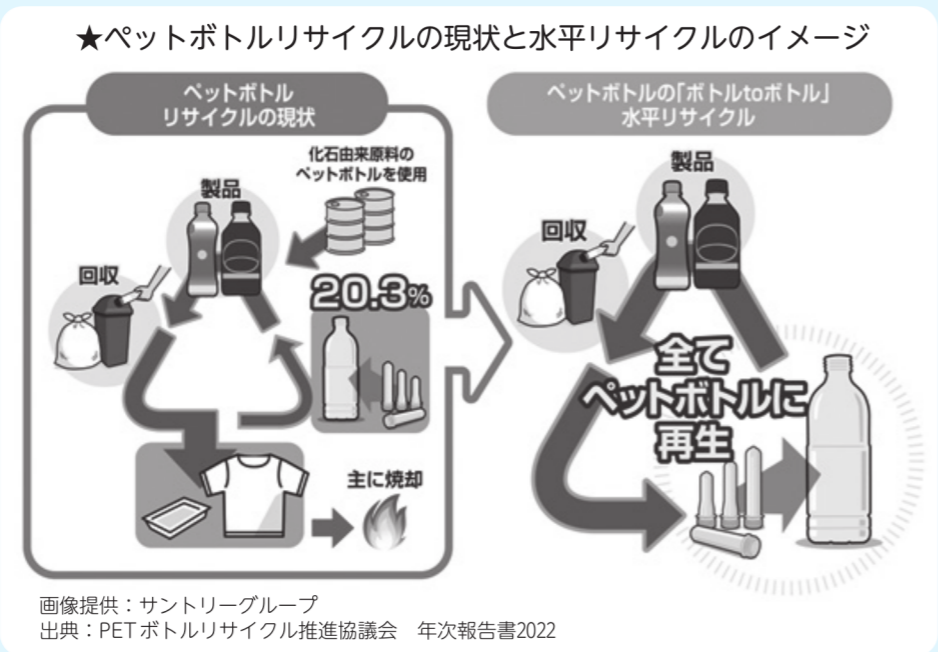 ★ペットボトルリサイクルの現状と水平リサイクルのイメージ
ペットボトル
リサイクルの現状
化石由来原料の
ペットボトルを使用
製品
回収
20.3%
主に焼却
ペットボトルの「ボトルtoボトル」
水平リサイクル
製品
回収
全て
ペットボトルに
再生
画像提供：サントリーグループ
出典：PETボトルリサイクル推進協議会　年次報告書2022